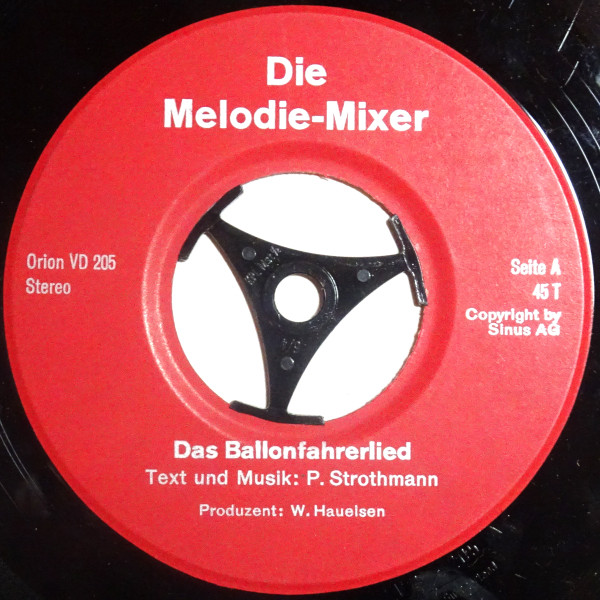 Die
Melodie-Mixer
Orion VD 205
Stereo
Seite A
45 T
Copyright by
Sinus AG
Das Ballonfahrerlied
Text und Musik: P. Strothmann
Produzent: W. Hauelsen